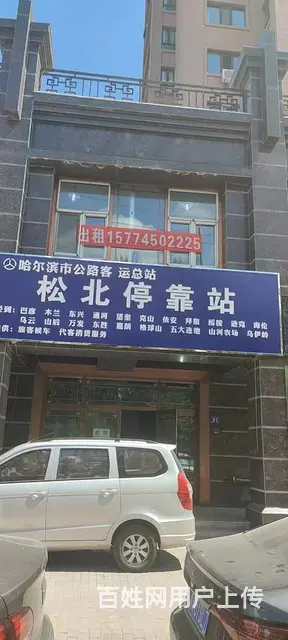 出租15774502225
哈尔滨市公路客 运总站
松北停靠站
巴彦 木兰 东兴 通河 望奎 克山 依安 拜泉 绥棱 逊克 海伦
乌云 山后 万发 东胜 嘉荫 格球山 五大连池 山河农场 乌伊岭
供：旅客候车 代客捎货服务
百姓网用户上传